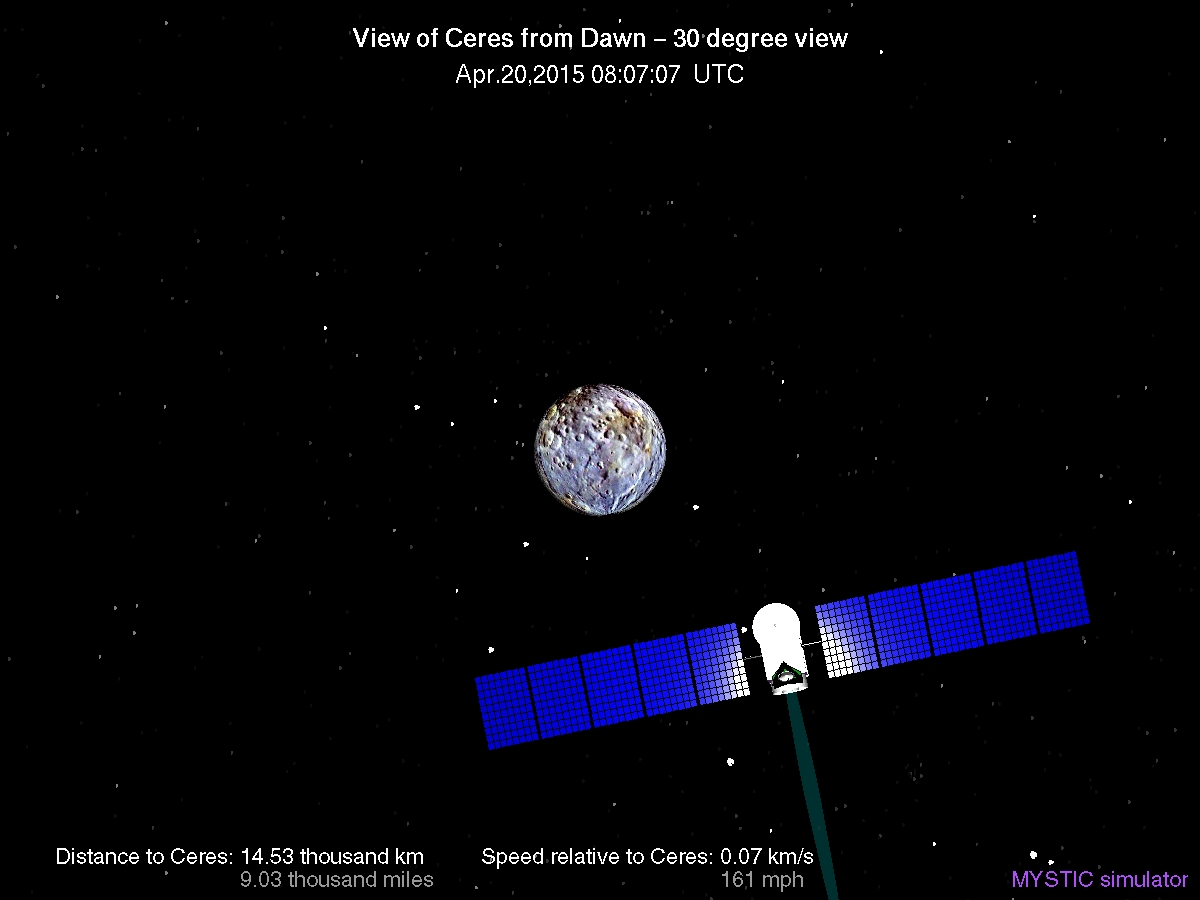 View of Ceres from Dawn – 30 degree view
Apr.20,2015 08:07:07 UTC
Distance to Ceres: 14.53 thousand km
9.03 thousand miles
Speed relative to Ceres: 0.07 km/s
161 mph
MYSTIC simulator